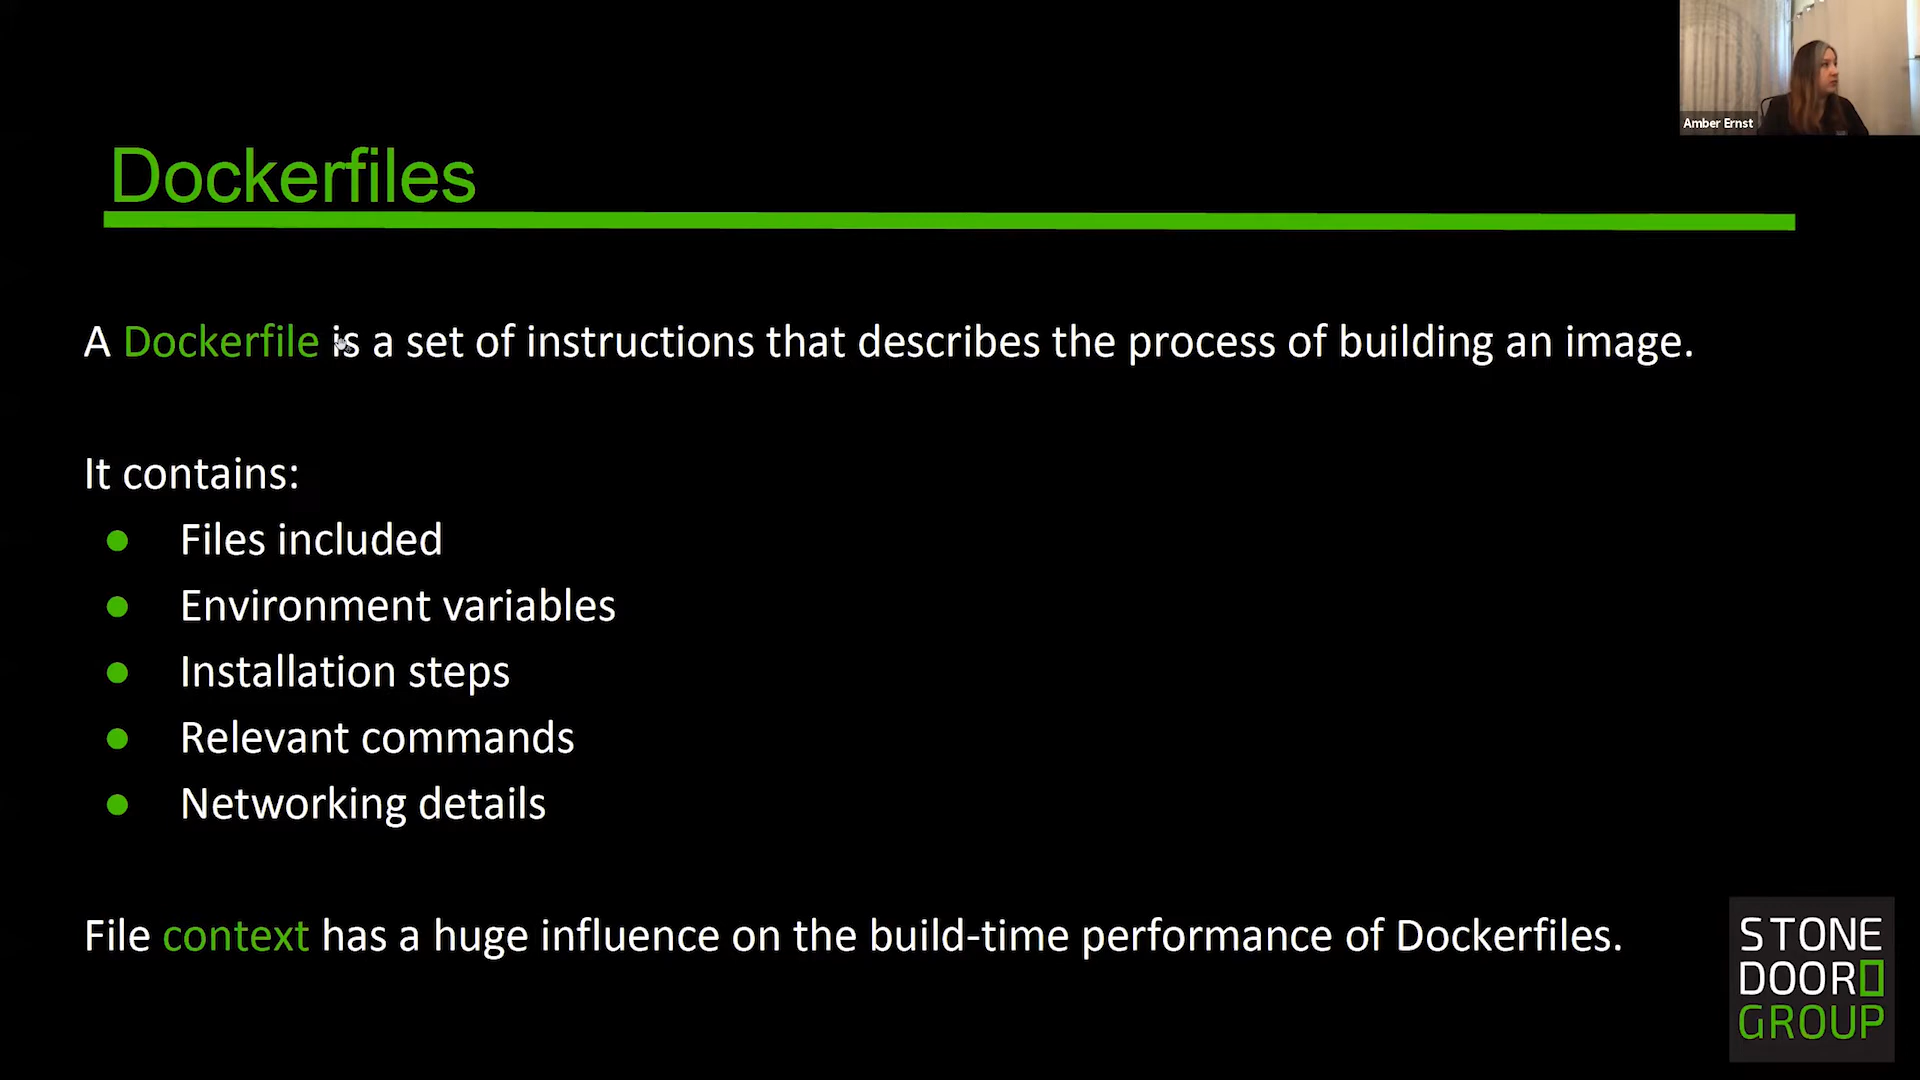 Amber Ernst
Dockerfiles
A Dockerfile is a set of instructions that describes the process of building an image.
It contains:
● Files included
● Environment variables
● Installation steps
● Relevant commands
● Networking details
File context has a huge influence on the build-time performance of Dockerfiles.
STONE
DOOR
GROUP